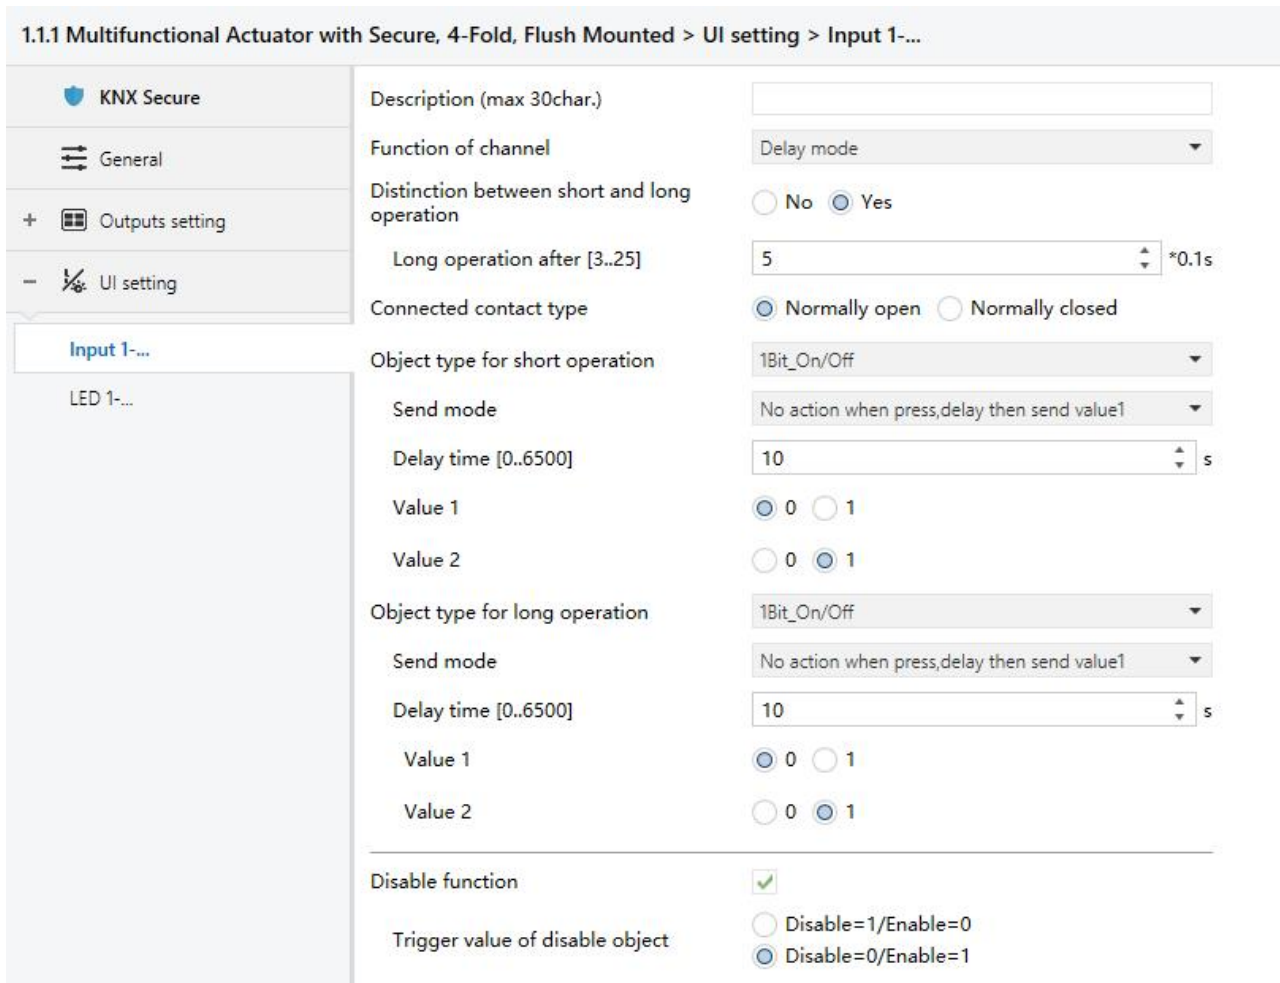 1.1.1 Multifunctional Actuator with Secure, 4-Fold, Flush Mounted > UI setting > Input 1-...
KNX Secure
General
+ Outputs setting
− UI setting
Input 1-...
LED 1-...
Description (max 30char.)
Function of channel Delay mode
Distinction between short and long
operation No Yes
Long operation after [3..25] 5 *0.1s
Connected contact type Normally open Normally closed
Object type for short operation 1Bit_On/Off
Send mode No action when press,delay then send value1
Delay time [0..6500] 10 s
Value 1 0 1
Value 2 0 1
Object type for long operation 1Bit_On/Off
Send mode No action when press,delay then send value1
Delay time [0..6500] 10 s
Value 1 0 1
Value 2 0 1
Disable function
Trigger value of disable object
Disable=1/Enable=0
Disable=0/Enable=1